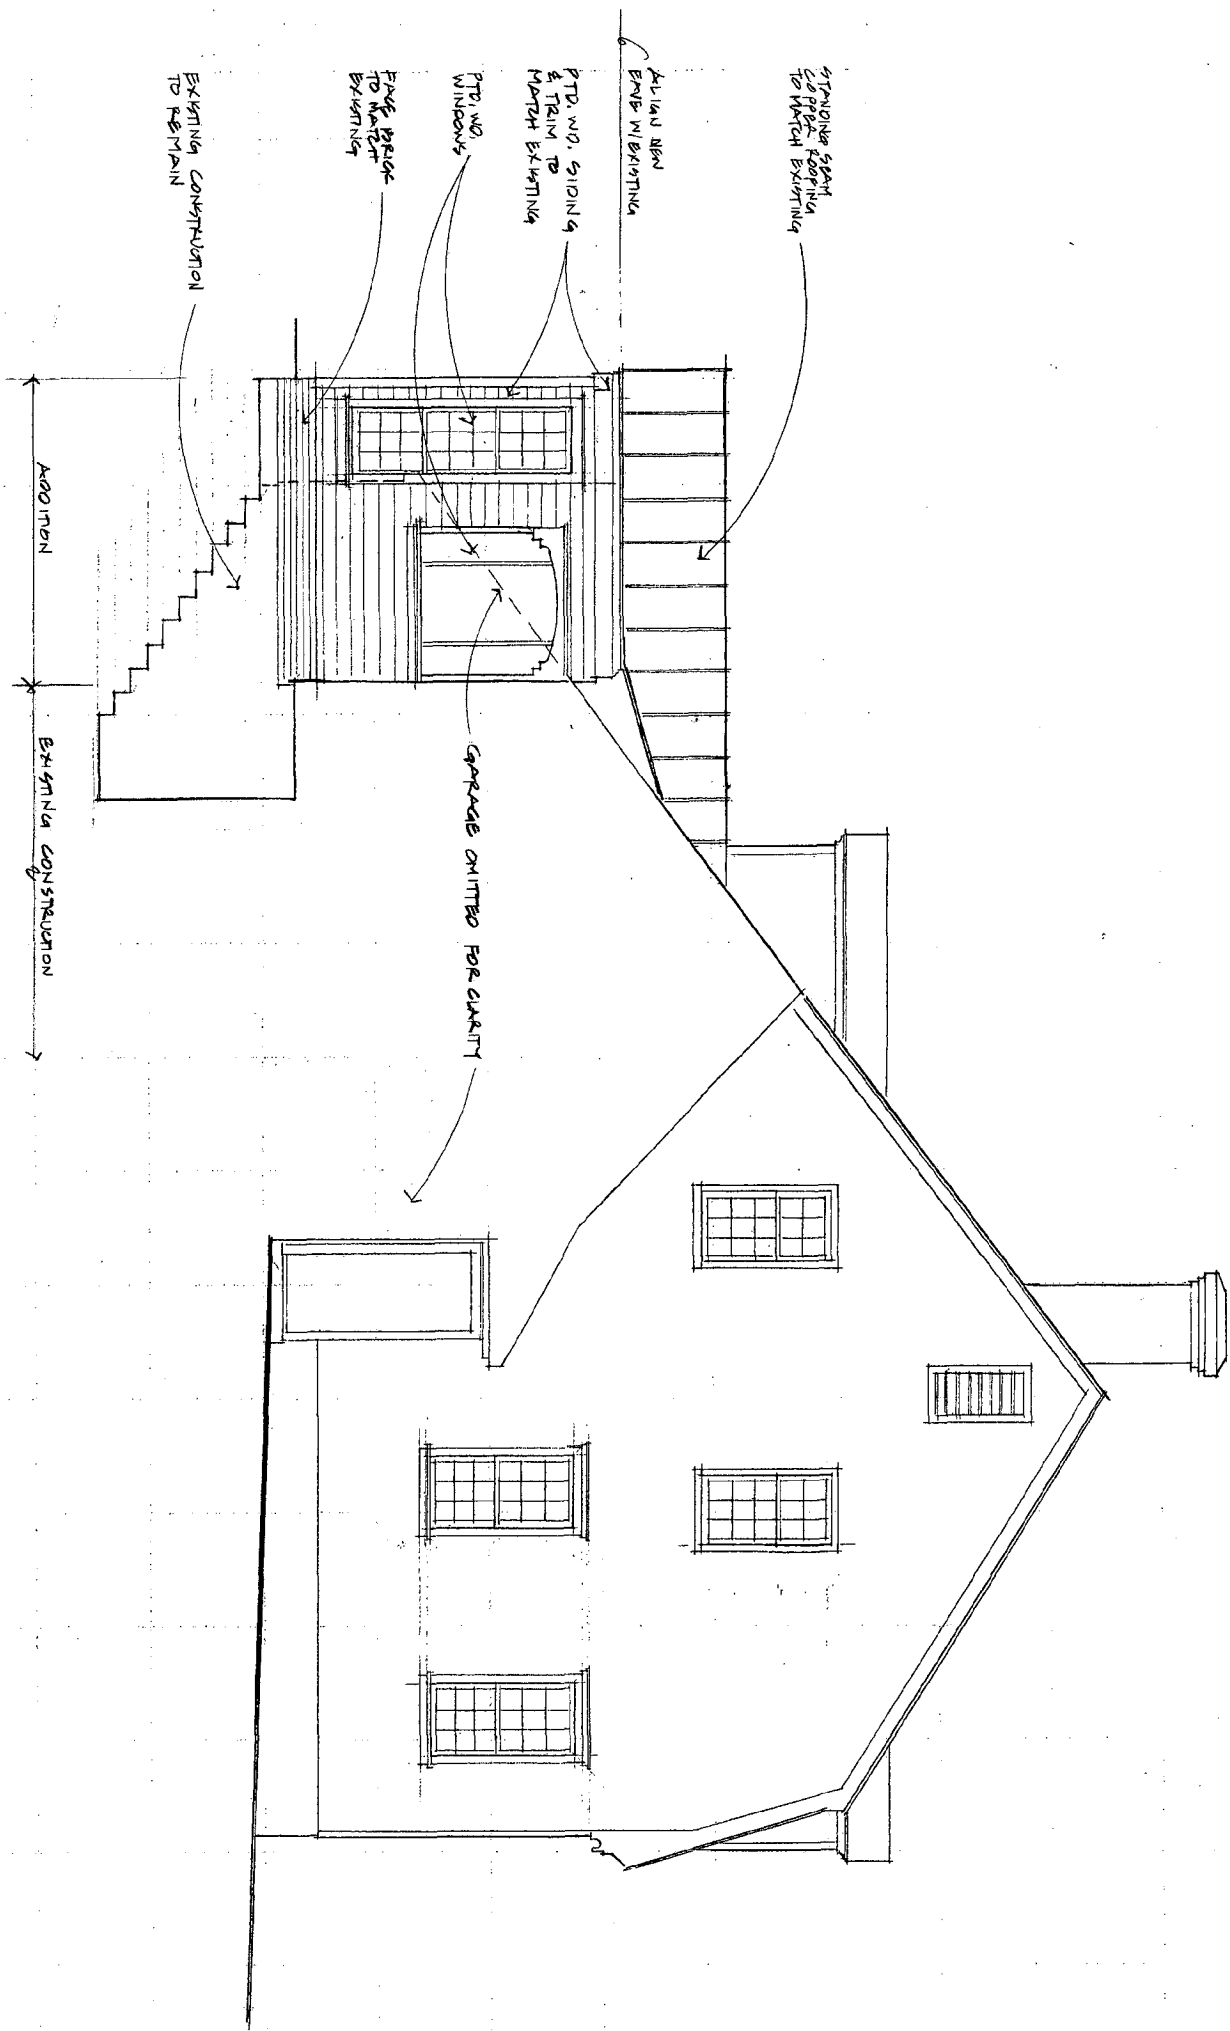 STANDING SEAM
COPPER ROOFING
TO MATCH EXISTING
ALIGN NEW
EAVE W/ EXISTING
PTD. WD. SIDING
& TRIM TO
MATCH EXISTING
PTD. WD.
WINDOWS
FACE BRICK
TO MATCH
EXISTING
EXISTING CONSTRUCTION
TO REMAIN
GARAGE OMITTED FOR CLARITY
ADDITION
EXISTING CONSTRUCTION